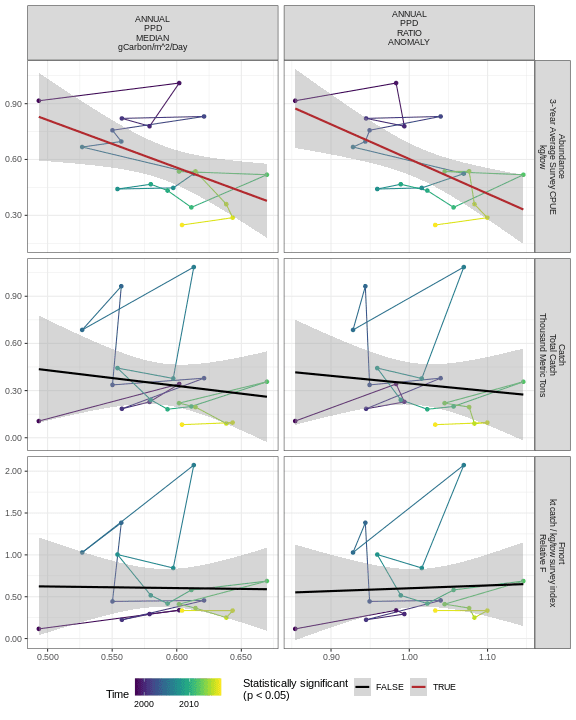 ANNUAL
PPD
MEDIAN
gCarbon/m^2/Day
ANNUAL
PPD
RATIO
ANOMALY
0.90
0.60
0.30
Abundance
3-Year Average Survey CPUE
kg/tow
0.90
0.60
0.30
0.00
Catch
Total Catch
Thousand Metric Tons
2.00
1.50
1.00
0.50
0.00
Fmort
kt catch / kg/tow survey index
Relative F
0.500
0.550
0.600
0.650
0.90
1.00
1.10
Time
2000
2010
Statistically significant
(p < 0.05)
FALSE
TRUE